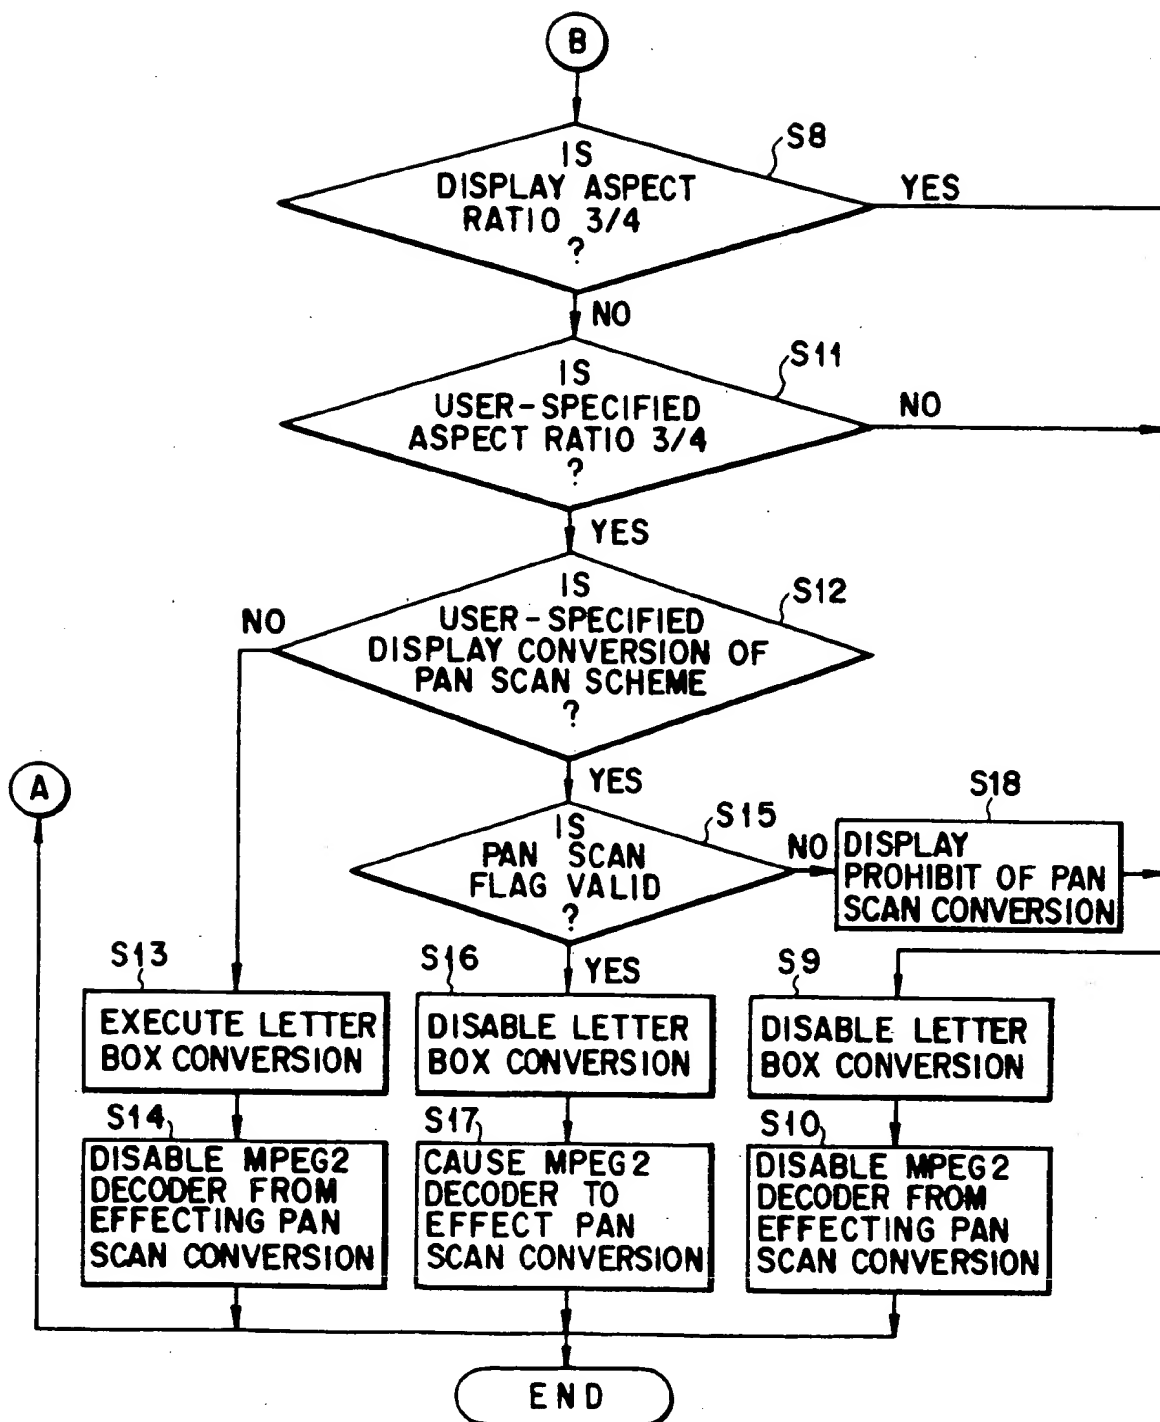 B
S8
IS
DISPLAY ASPECT
RATIO 3/4
?
YES
NO
S11
IS
USER-SPECIFIED
ASPECT RATIO 3/4
?
NO
YES
S12
IS
USER-SPECIFIED
DISPLAY CONVERSION OF
PAN SCAN SCHEME
?
NO
YES
A
S15
IS
PAN SCAN
FLAG VALID
?
NO
S18
DISPLAY
PROHIBIT OF PAN
SCAN CONVERSION
YES
S13
EXECUTE LETTER
BOX CONVERSION
S16
DISABLE LETTER
BOX CONVERSION
S9
DISABLE LETTER
BOX CONVERSION
S14
DISABLE MPEG2
DECODER FROM
EFFECTING PAN
SCAN CONVERSION
S17
CAUSE MPEG2
DECODER TO
EFFECT PAN
SCAN CONVERSION
S10
DISABLE MPEG2
DECODER FROM
EFFECTING PAN
SCAN CONVERSION
END